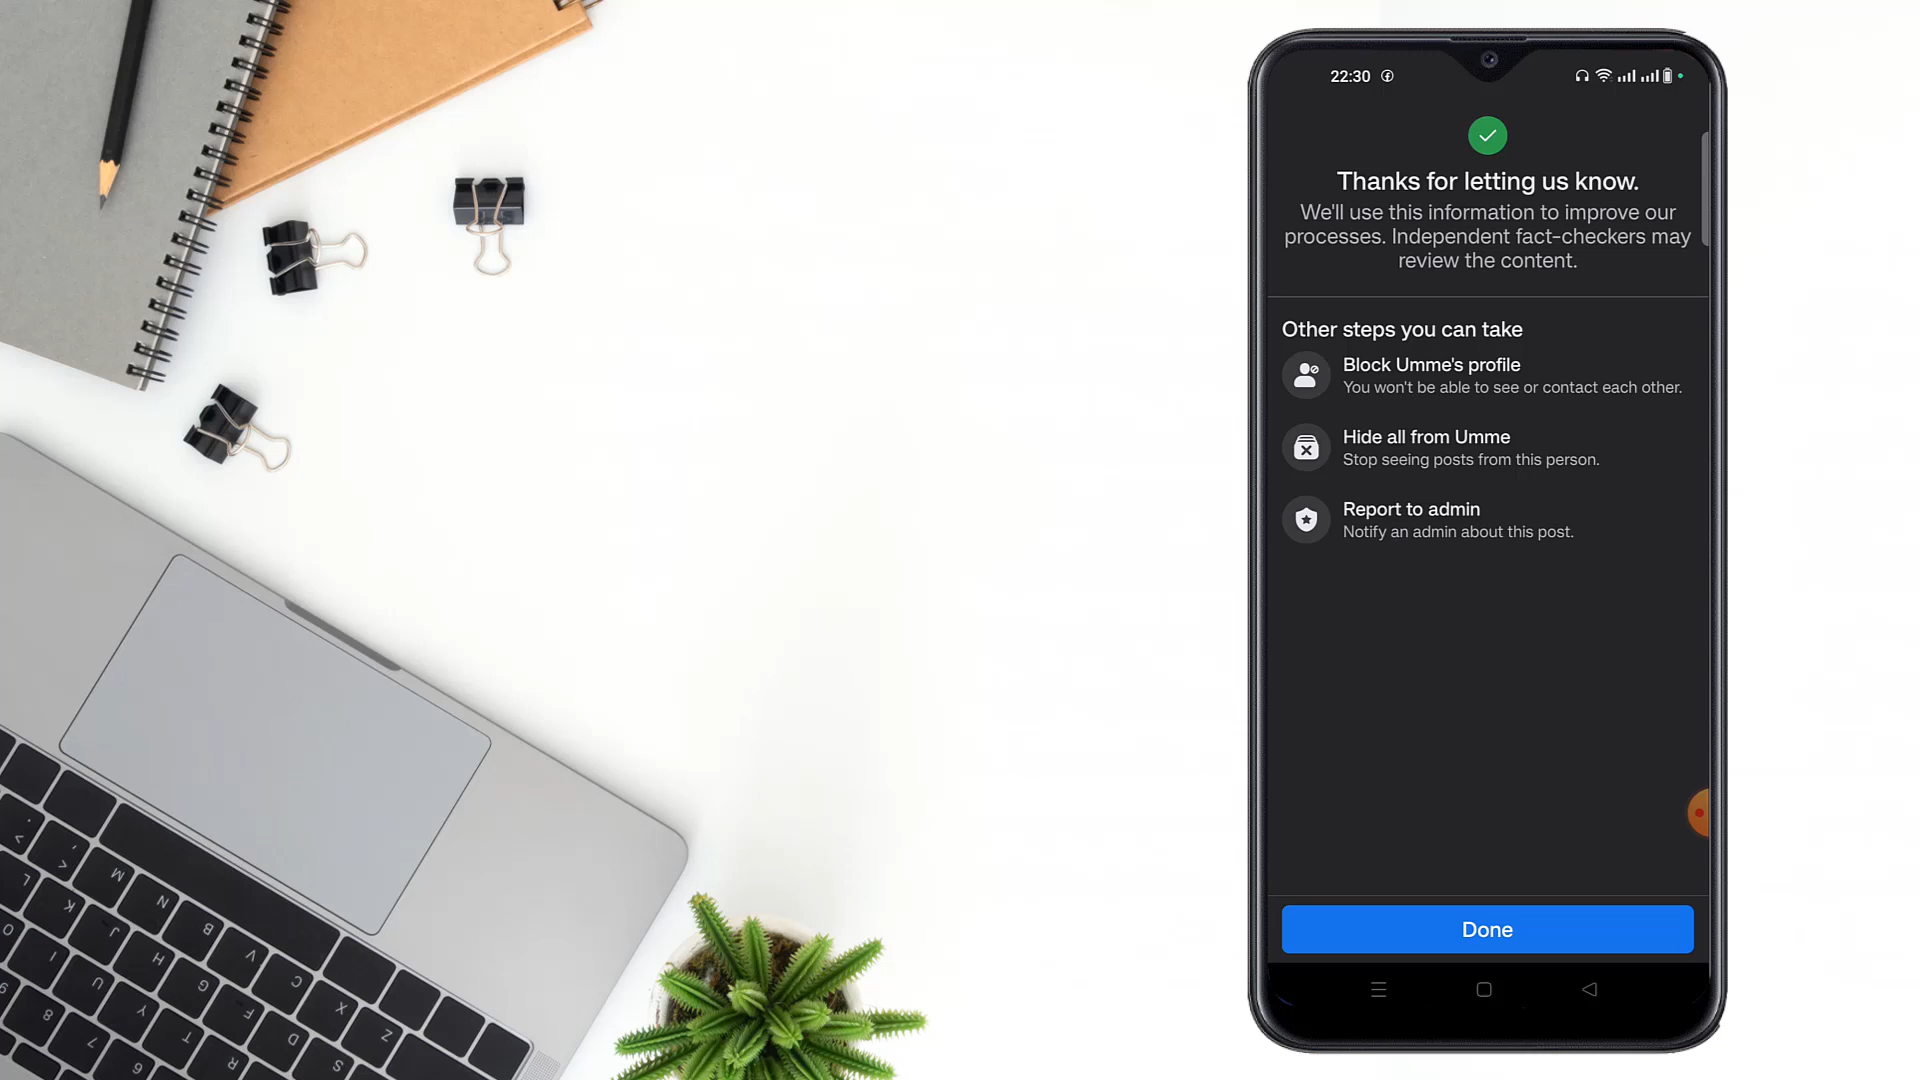 22:30
Thanks for letting us know.
We'll use this information to improve our
processes. Independent fact-checkers may
review the content.
Other steps you can take
Block Umme's profile
You won't be able to see or contact each other.
Hide all from Umme
Stop seeing posts from this person.
Report to admin
Notify an admin about this post.
Done